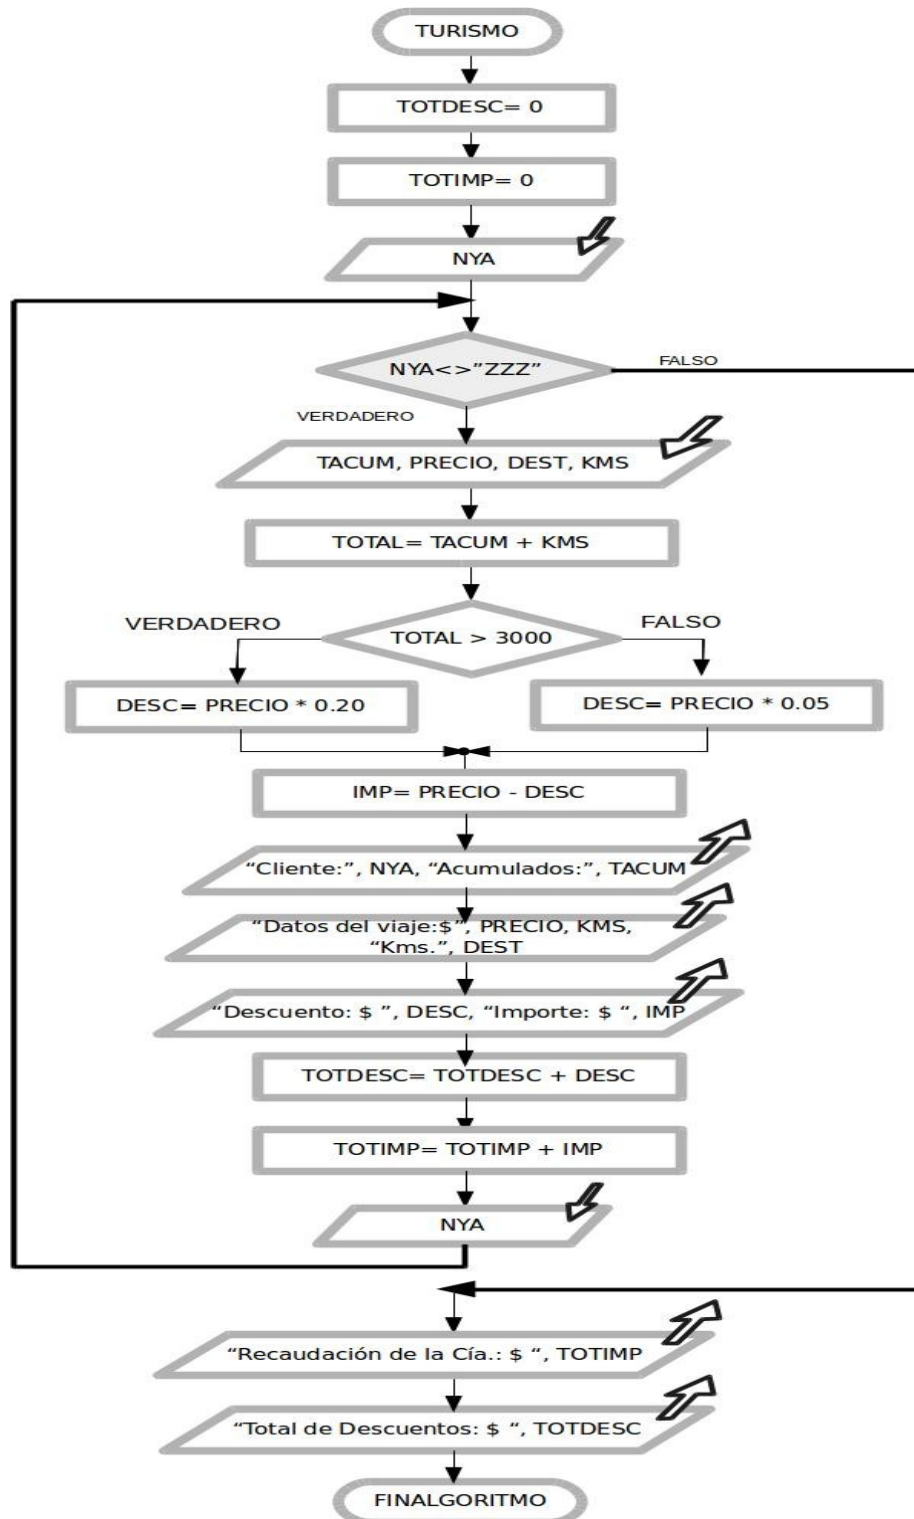 TURISMO
TOTDESC= 0
TOTIMP= 0
NYA
NYA<>”ZZZ”
FALSO
VERDADERO
TACUM, PRECIO, DEST, KMS
TOTAL= TACUM + KMS
VERDADERO
TOTAL > 3000
FALSO
DESC= PRECIO * 0.20
DESC= PRECIO * 0.05
IMP= PRECIO - DESC
“Cliente:”, NYA, “Acumulados:”, TACUM
“Datos del viaje:$”, PRECIO, KMS,
“Kms.”, DEST
“Descuento: $ ”, DESC, “Importe: $ “, IMP
TOTDESC= TOTDESC + DESC
TOTIMP= TOTIMP + IMP
NYA
“Recaudación de la Cía.: $ “, TOTIMP
“Total de Descuentos: $ “, TOTDESC
FINALGORITMO